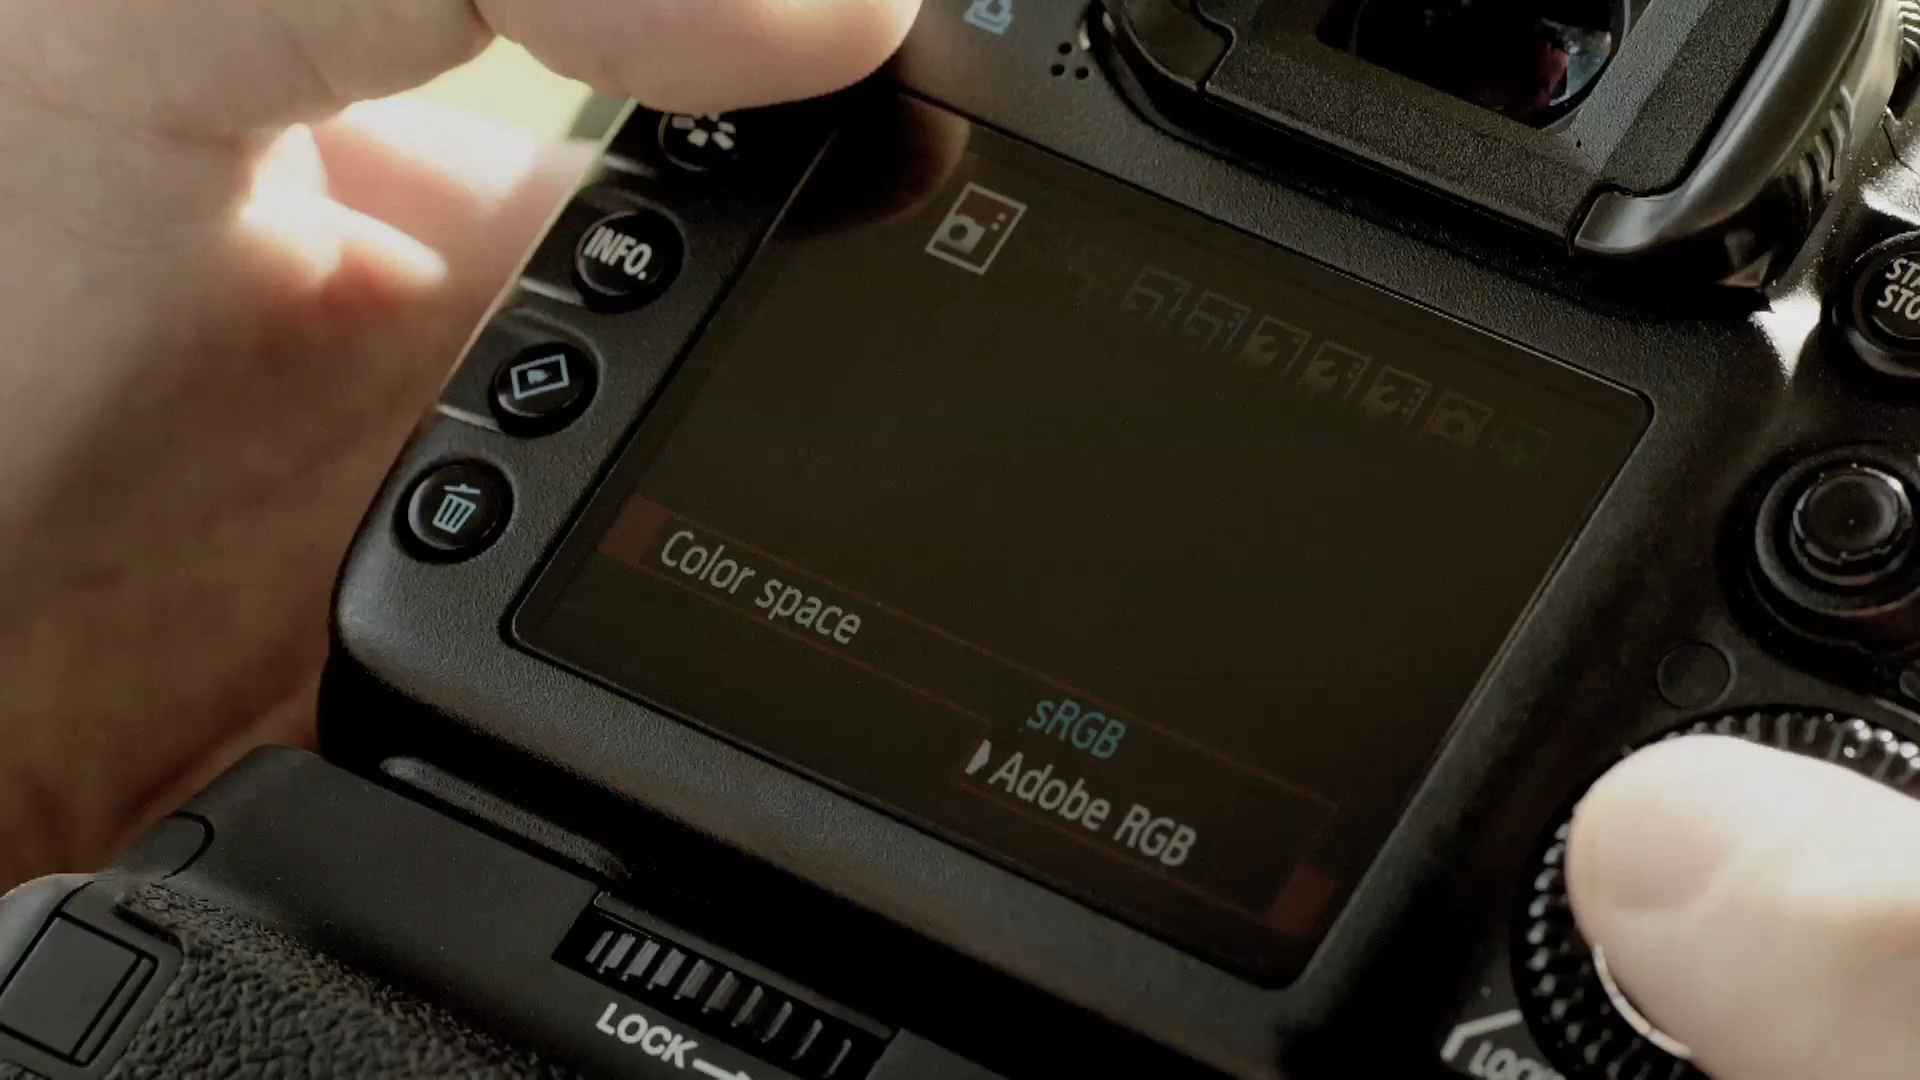 INFO.
Color space
sRGB
Adobe RGB
LOCK